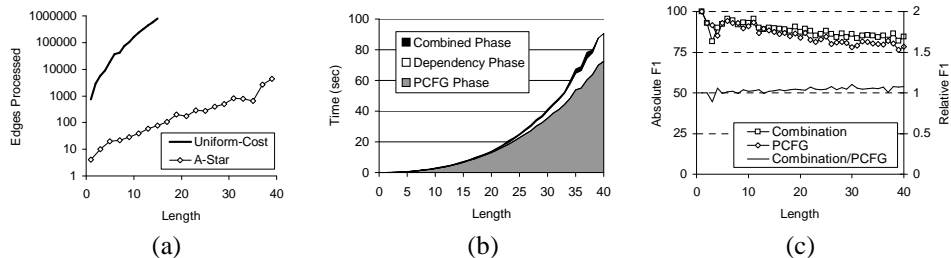 Edges Processed
1000000
100000
10000
1000
100
10
1
Uniform-Cost
A-Star
0 10 20 30 40
Length
(a)
Time (sec)
100
80
60
40
20
0
Combined Phase
Dependency Phase
PCFG Phase
0 5 10 15 20 25 30 35 40
Length
(b)
Absolute F1
100
75
50
25
0
Combination
PCFG
Combination/PCFG
0 10 20 30 40
Length
2
1.5
1
0.5
0
Relative F1
(c)